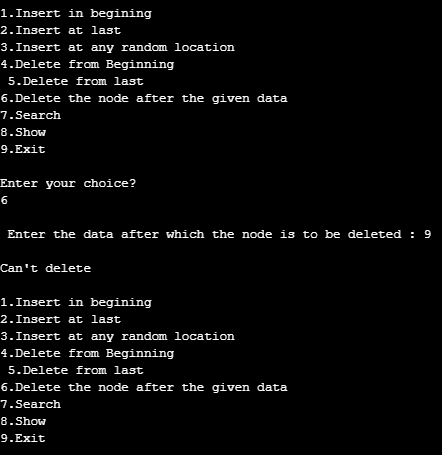 1.Insert in begining
2.Insert at last
3.Insert at any random location
4.Delete from Beginning
5.Delete from last
6.Delete the node after the given data
7.Search
8.Show
9.Exit
Enter your choice?
6
Enter the data after which the node is to be deleted : 9
Can't delete
1.Insert in begining
2.Insert at last
3.Insert at any random location
4.Delete from Beginning
5.Delete from last
6.Delete the node after the given data
7.Search
8.Show
9.Exit